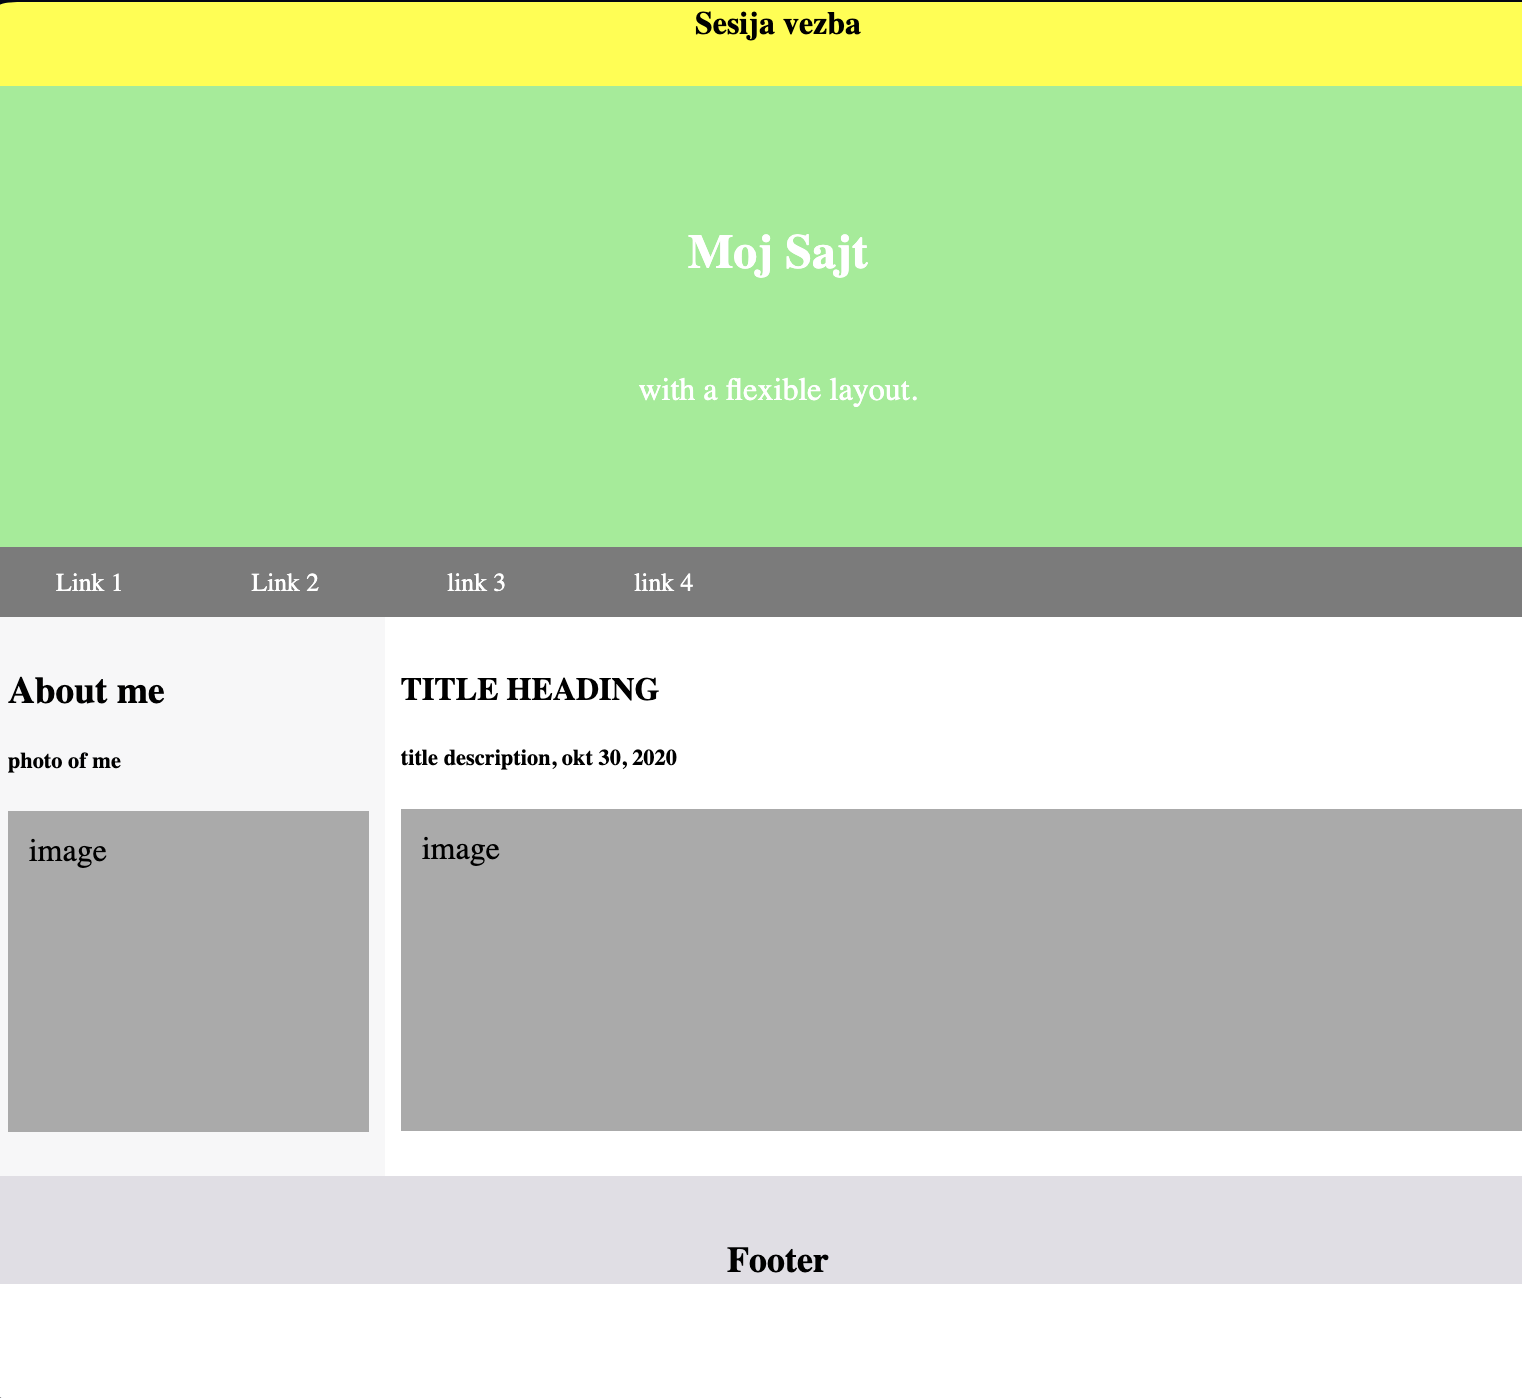 Sesija vezba
Moj Sajt
with a flexible layout.
Link 1 Link 2 link 3 link 4
About me
photo of me
image
TITLE HEADING
title description, okt 30, 2020
image
Footer